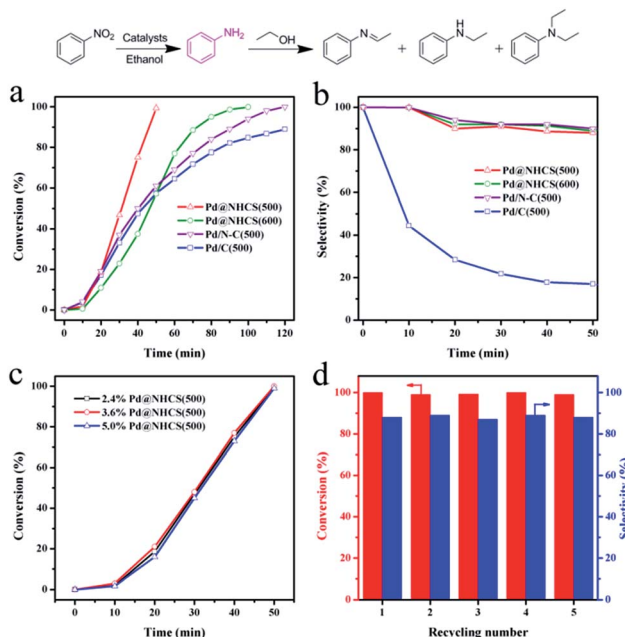 NO₂
Catalysts
Ethanol
NH₂
OH
N
+
H
N
+
N
a
Conversion (%)
100
80
60
40
20
0
Pd@NHCS(500)
Pd@NHCS(600)
Pd/N-C(500)
Pd/C(500)
0 20 40 60 80 100 120
Time (min)
b
Selectivity (%)
100
80
60
40
20
0
Pd@NHCS(500)
Pd@NHCS(600)
Pd/N-C(500)
Pd/C(500)
0 10 20 30 40 50
Time (min)
c
Conversion (%)
100
80
60
40
20
0
2.4% Pd@NHCS(500)
3.6% Pd@NHCS(500)
5.0% Pd@NHCS(500)
0 10 20 30 40 50
Time (min)
d
Conversion (%)
100
80
60
40
20
0
1 2 3 4 5
Recycling number
100
80
60
40
20
0
Selectivity (%)